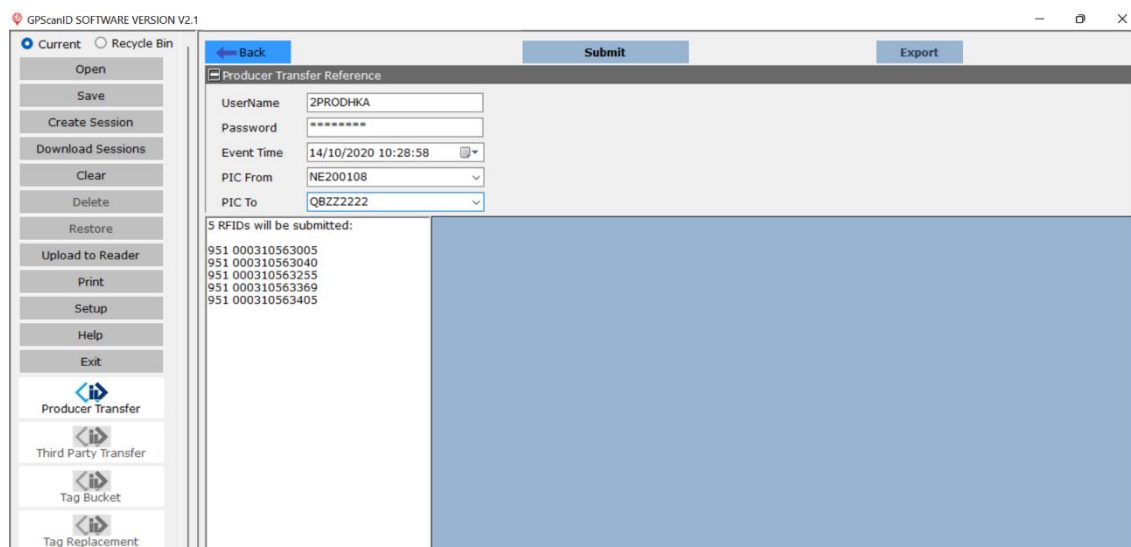 GPScanID SOFTWARE VERSION V2.1
Current Recycle Bin
Open
Save
Create Session
Download Sessions
Clear
Delete
Restore
Upload to Reader
Print
Setup
Help
Exit
Producer Transfer
Third Party Transfer
Tag Bucket
Tag Replacement
Back Submit Export
Producer Transfer Reference
UserName 2PRODHKA
Password ********
Event Time 14/10/2020 10:28:58
PIC From NE200108
PIC To QBZZ2222
5 RFIDs will be submitted:
951 000310563005
951 000310563040
951 000310563255
951 000310563369
951 000310563405